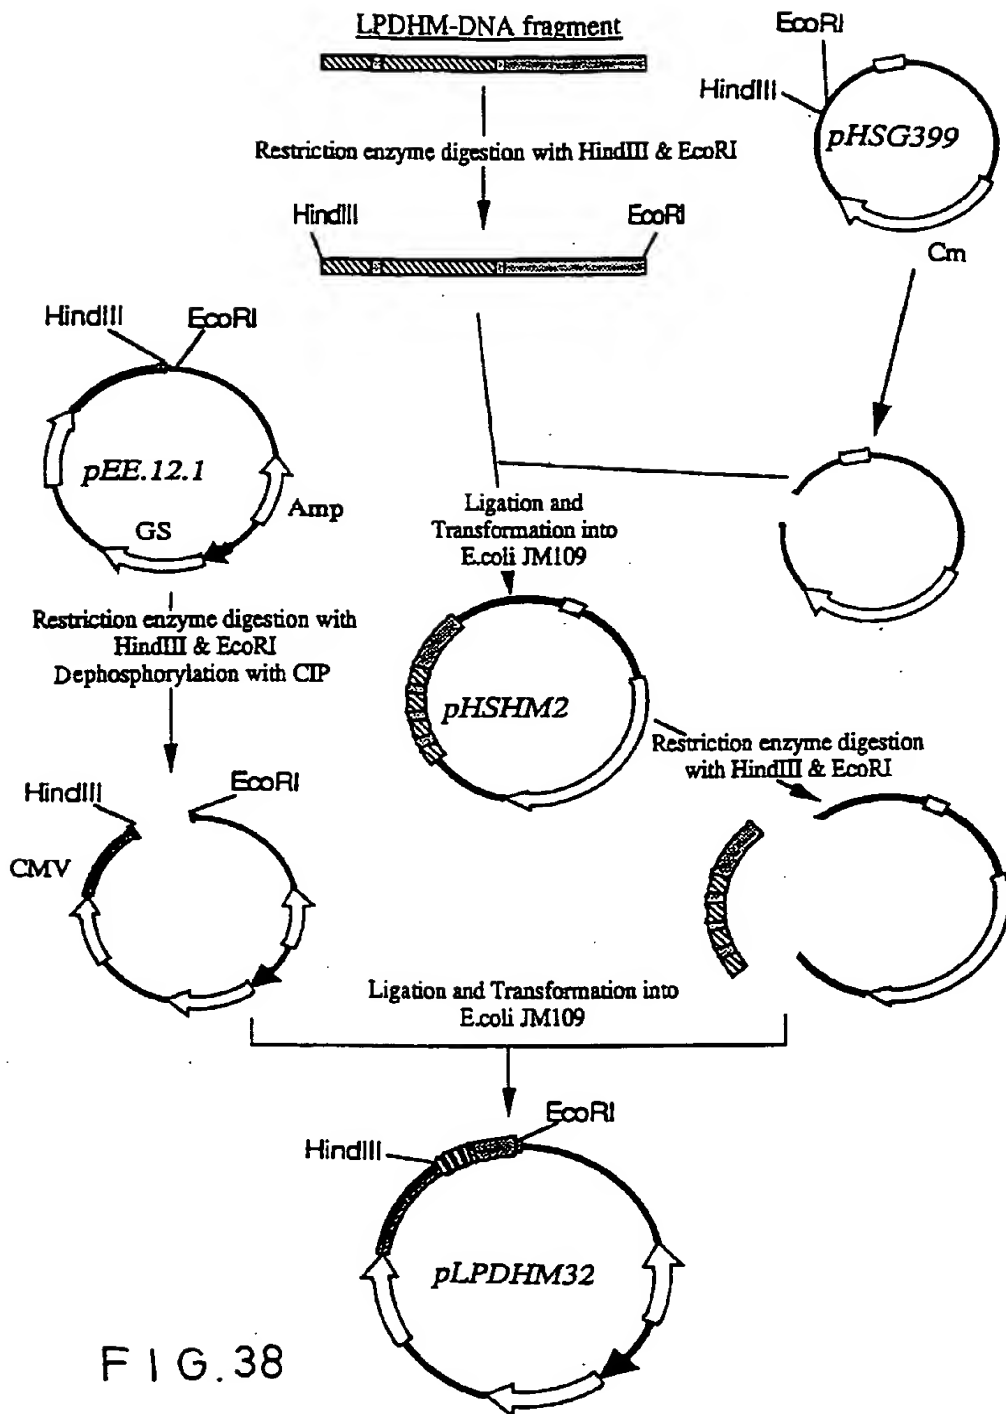 LPDHM-DNA fragment
EcoRI
HindIII
pHSG399
Cm
Restriction enzyme digestion with HindIII & EcoRI
HindIII
EcoRI
HindIII
EcoRI
pEE.12.1
Amp
GS
Ligation and
Transformation into
E.coli JM109
Restriction enzyme digestion with
HindIII & EcoRI
Dephosphorylation with CIP
pHSHM2
Restriction enzyme digestion
with HindIII & EcoRI
HindIII
EcoRI
CMV
Ligation and Transformation into
E.coli JM109
HindIII
EcoRI
pLPDHM32
FIG.38